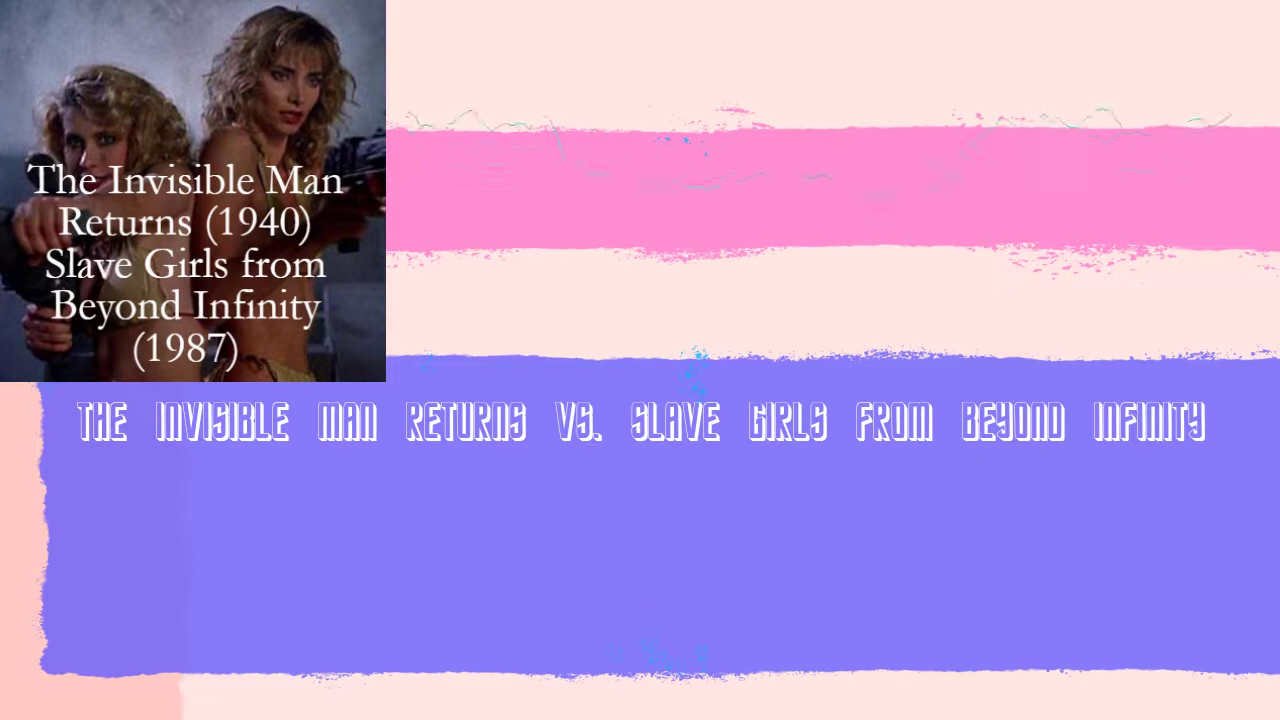 The Invisible Man
Returns (1940)
Slave Girls from
Beyond Infinity
(1987)
THE INVISIBLE MAN RETURNS VS. SLAVE GIRLS FROM BEYOND INFINITY